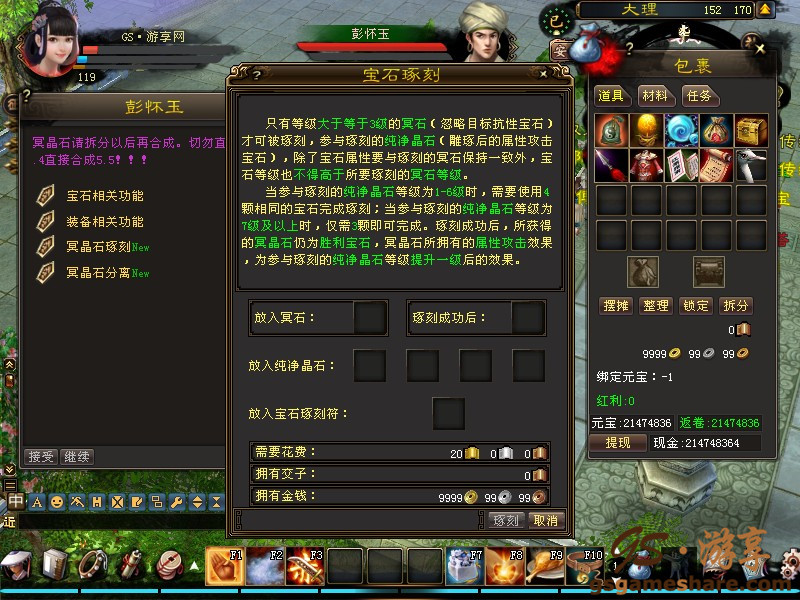 GS·游享网
119
彭怀玉
大理 152 170
包裹
道具 材料 任务
彭怀玉
冥晶石请拆分以后再合成。切勿直
.4直接合成5.5！！！
宝石相关功能
装备相关功能
冥晶石琢刻New
冥晶石分离New
接受 继续
宝石琢刻
只有等级大于等于3级的冥石（忽略目标抗性宝石）
才可被琢刻，参与琢刻的纯净晶石（雕琢后的属性攻击
宝石），除了宝石属性要与琢刻的冥石保持一致外，宝
石等级也不得高于所要琢刻的冥石等级。
当参与琢刻的纯净晶石等级为1-6级时，需要使用4
颗相同的宝石完成琢刻；当参与琢刻的纯净晶石等级为
7级及以上时，仅需3颗即可完成。琢刻成功后，所获得
的冥晶石仍为胜利宝石，冥晶石所拥有的属性攻击效果
，为参与琢刻的纯净晶石等级提升一级后的效果。
放入冥石：
琢刻成功后：
放入纯净晶石：
放入宝石琢刻符：
需要花费： 20 0 0
拥有交子： 0
拥有金钱： 9999 99 99
琢刻 取消
摆摊 整理 锁定 拆分
0
9999 99 99
绑定元宝：-1
红利：0
元宝:21474836 返卷:21474836
提现 现金:214748364
中 A H
近
F1 F2 F3 F7 F8 F9 F10
GS·游享
gsgameshare.com